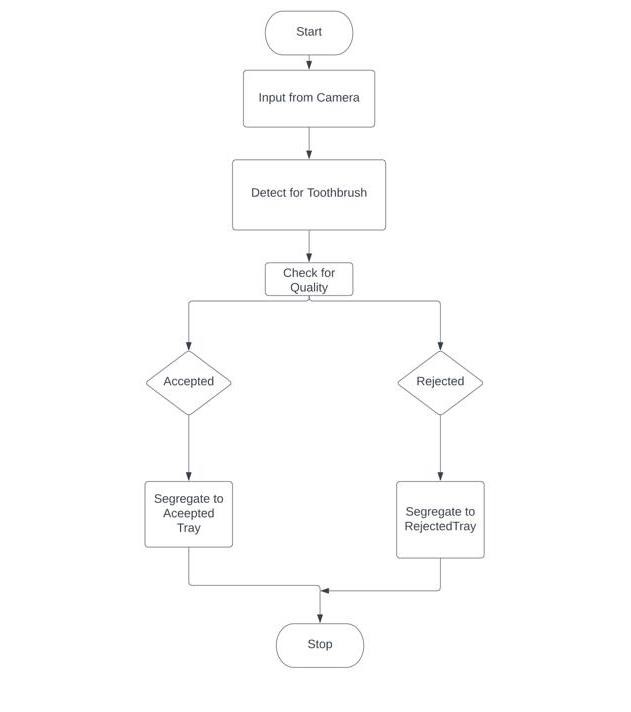 Start
Input from Camera
Detect for Toothbrush
Check for
Quality
Accepted
Rejected
Segregate to
Aceepted
Tray
Segregate to
RejectedTray
Stop